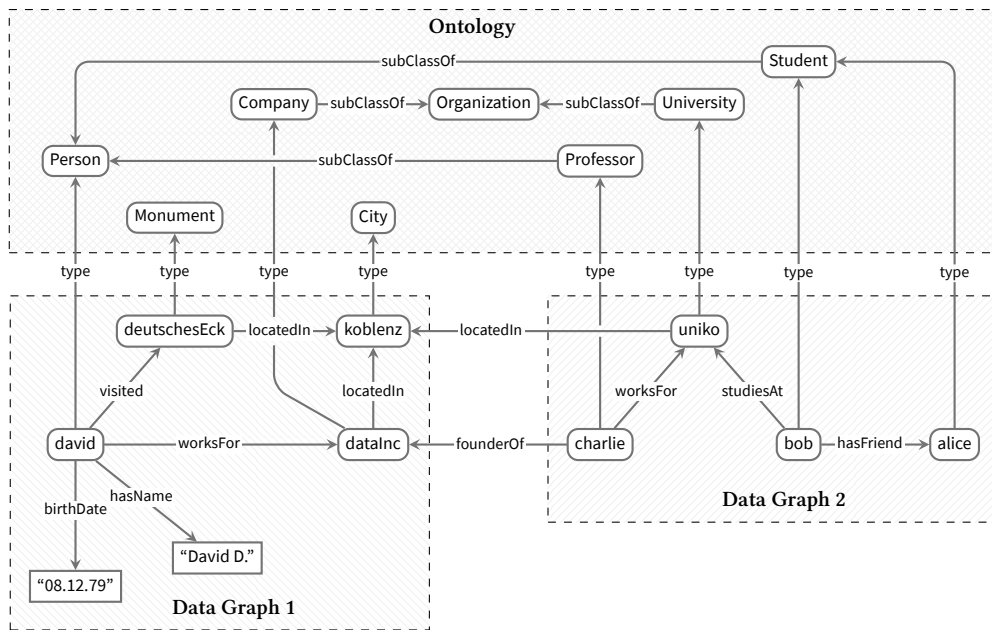 Ontology
subClassOf
Student
Company
subClassOf
Organization
subClassOf
University
Person
subClassOf
Professor
Monument
City
type
type
type
type
type
type
type
type
deutschesEck
locatedIn
koblenz
locatedIn
uniko
visited
locatedIn
worksFor
studiesAt
david
worksFor
dataInc
founderOf
charlie
bob
hasFriend
alice
birthDate
hasName
Data Graph 2
“David D.”
“08.12.79”
Data Graph 1